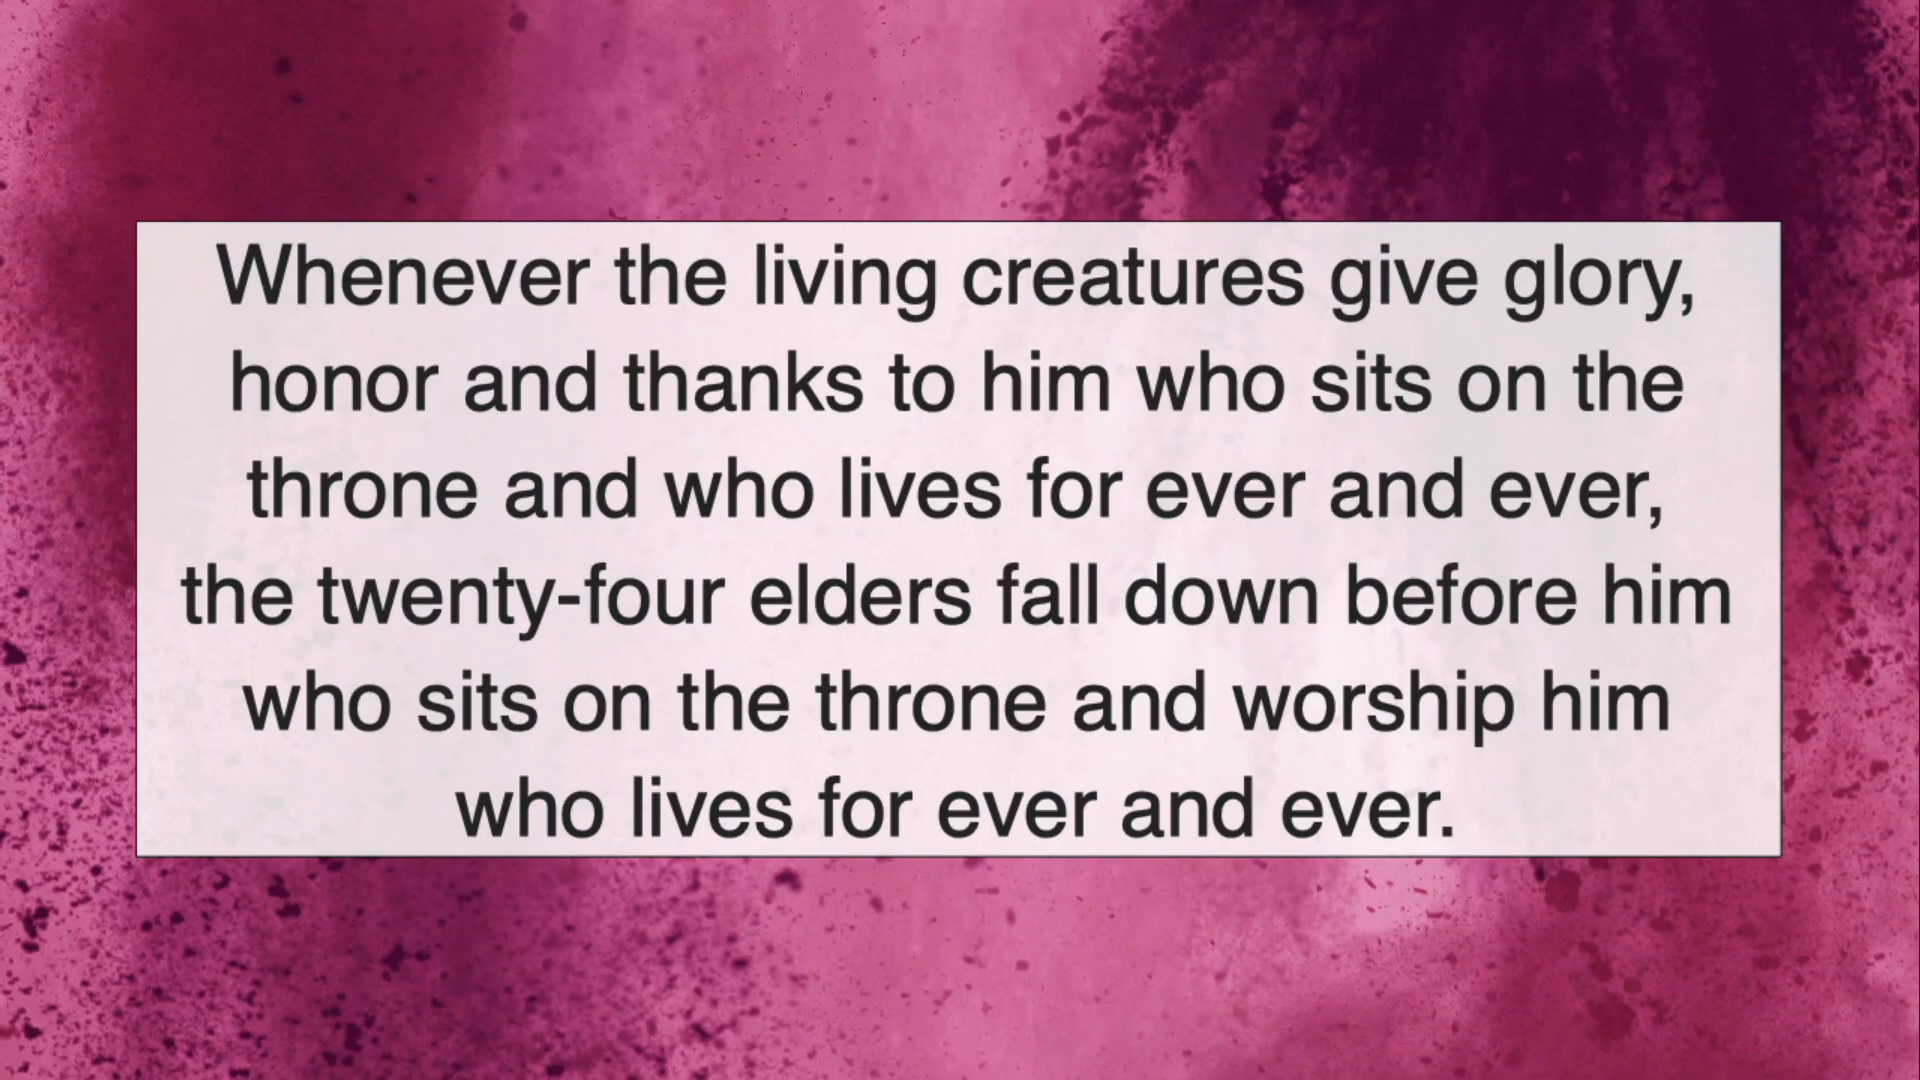 Whenever the living creatures give glory,
honor and thanks to him who sits on the
throne and who lives for ever and ever,
the twenty-four elders fall down before him
who sits on the throne and worship him
who lives for ever and ever.